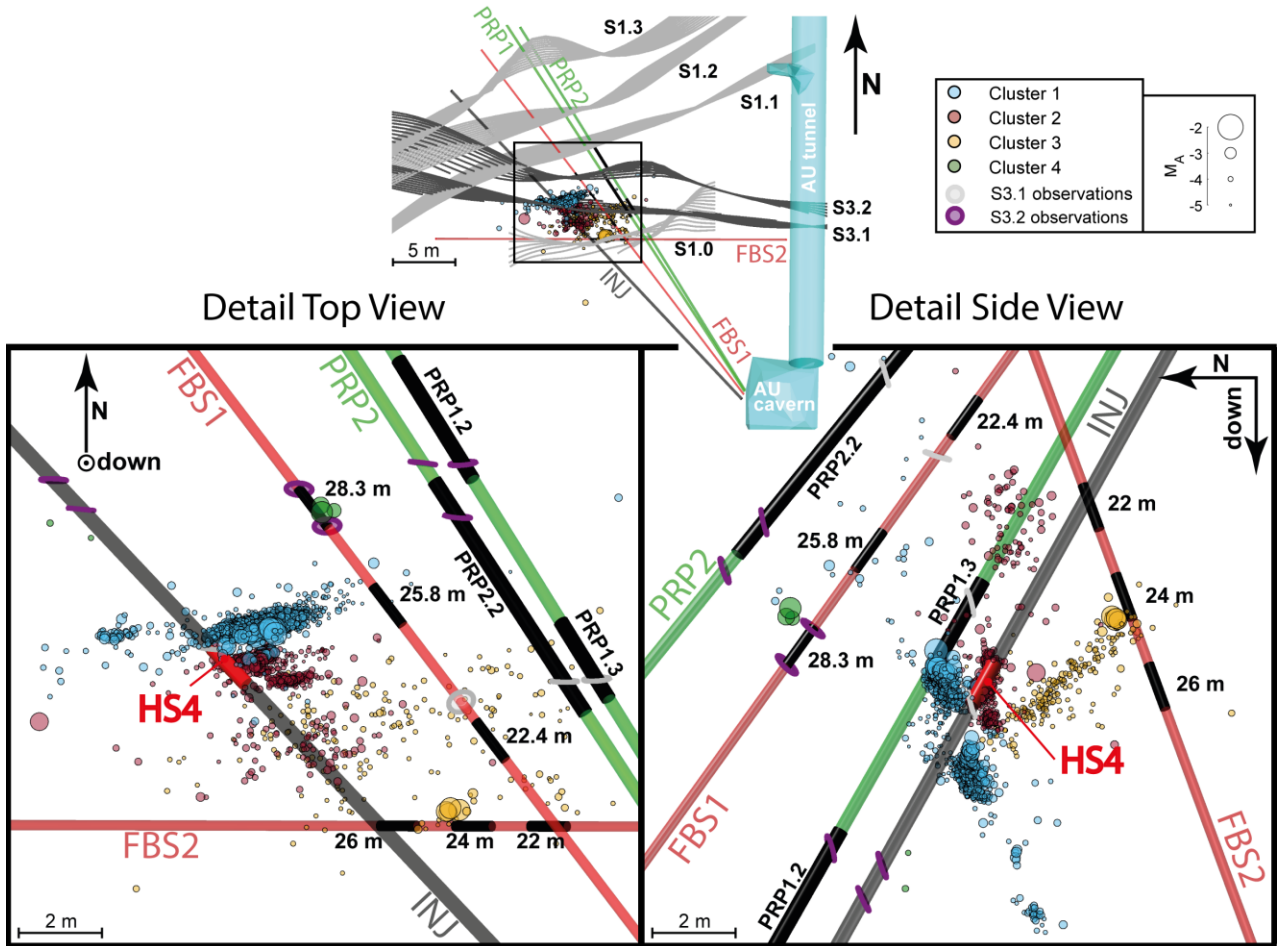 PRP1
PRP2
S1.3
S1.2
S1.1
N
AU tunnel
S3.2
S3.1
S1.0
FBS2
5 m
INJ
FBS1
AU
cavern
Cluster 1
Cluster 2
Cluster 3
Cluster 4
S3.1 observations
S3.2 observations
-2
-3
-4
-5
M_A
Detail Top View
N
down
FBS1
PRP2
PRP1.2
28.3 m
25.8 m
PRP2.2
PRP1.3
HS4
22.4 m
FBS2
26 m
24 m
22 m
INJ
2 m
Detail Side View
N
down
PRP2.2
22.4 m
INJ
22 m
25.8 m
PRP2
PRP1.3
24 m
28.3 m
26 m
HS4
FBS1
PRP1.2
FBS2
2 m